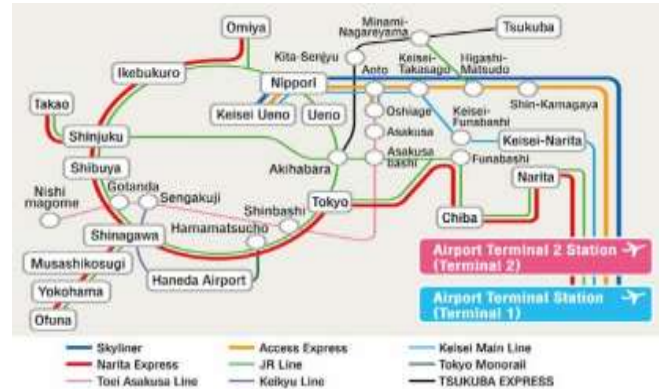 Omiya
Minami-
Nagareyama
Tsukuba
Kita-Senjyu
Ikebukuro
Nippori
Aoto
Keisei-
Takasago
Higashi-
Matsudo
Takao
Keisei Ueno
Ueno
Oshiage
Shin-Kamagaya
Shinjuku
Asakusa
Keisei-
Funabashi
Keisei-Narita
Shibuya
Akihabara
Asakusa
bashi
Funabashi
Nishi
magome
Gotanda
Sengakuji
Tokyo
Narita
Shinbashi
Chiba
Shinagawa
Hamamatsucho
Musashikosugi
Airport Terminal 2 Station
(Terminal 2)
Haneda Airport
Yokohama
Airport Terminal Station
(Terminal 1)
Ofuna
Skyliner
Access Express
Keisei Main Line
Narita Express
JR Line
Tokyo Monorail
Toei Asakusa Line
Keikyu Line
TSUKUBA EXPRESS